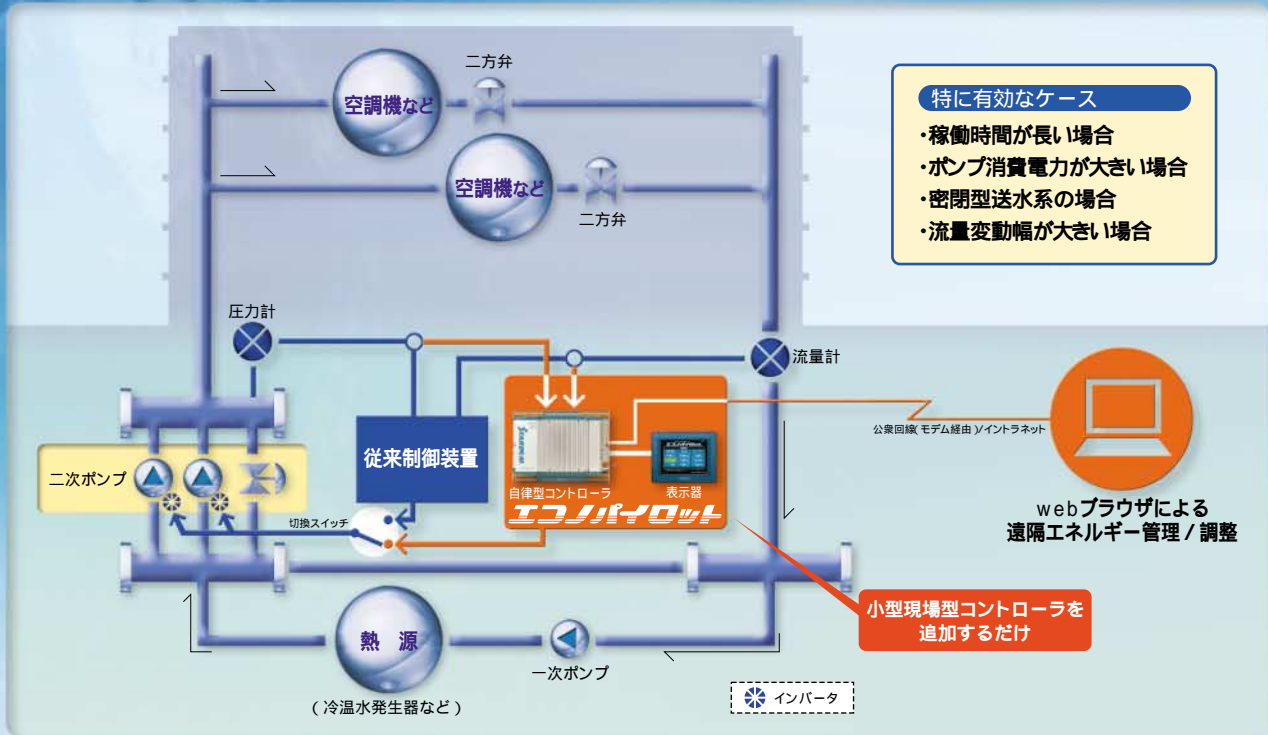 二方弁
空調機など
空調機など
二方弁
特に有効なケース
・稼働時間が長い場合
・ポンプ消費電力が大きい場合
・密閉型送水系の場合
・流量変動幅が大きい場合
圧力計
流量計
従来制御装置
自律型コントローラ
表示器
エコノパイロット
公衆回線(モデム経由)/イントラネット
webブラウザによる
遠隔エネルギー管理/調整
二次ポンプ
切換スイッチ
小型現場型コントローラを
追加するだけ
熱 源
(冷温水発生器など)
一次ポンプ
インバータ